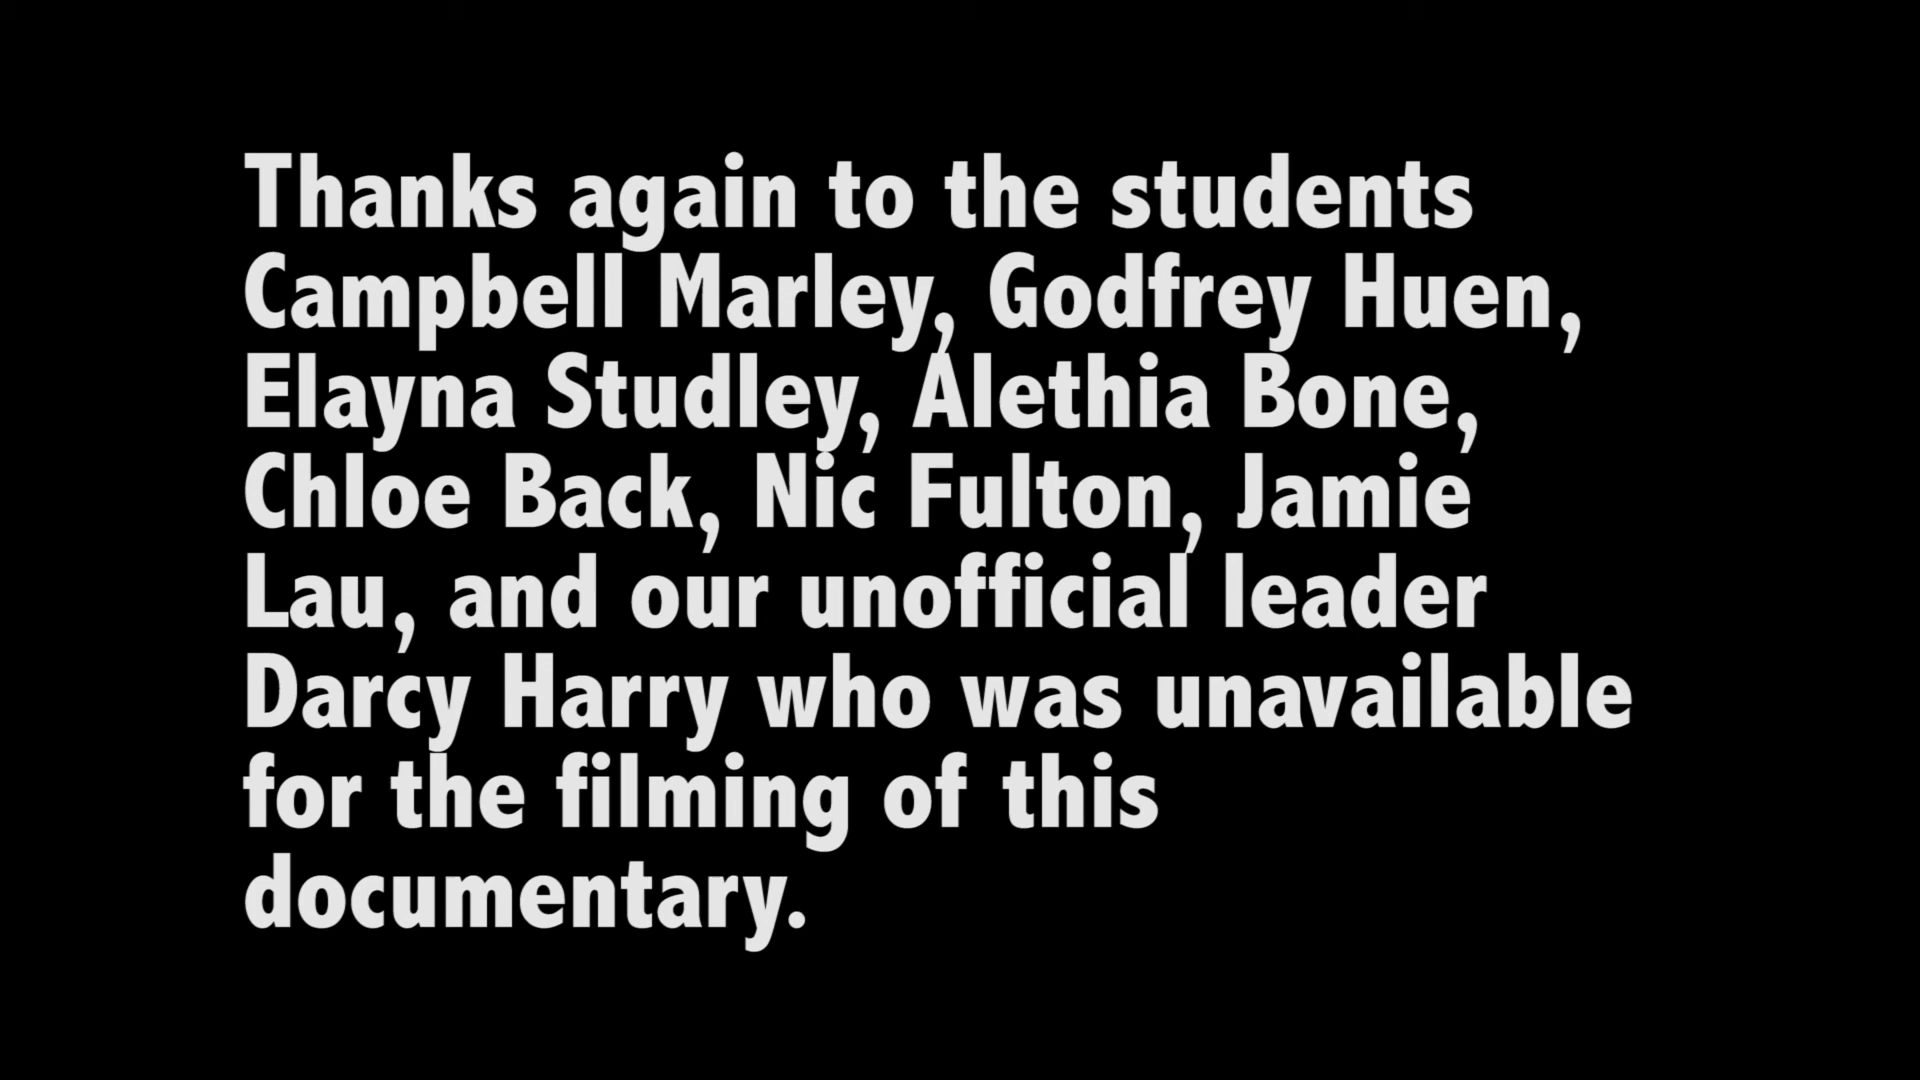 Thanks again to the students
Campbell Marley, Godfrey Huen,
Elayna Studley, Alethia Bone,
Chloe Back, Nic Fulton, Jamie
Lau, and our unofficial leader
Darcy Harry who was unavailable
for the filming of this
documentary.